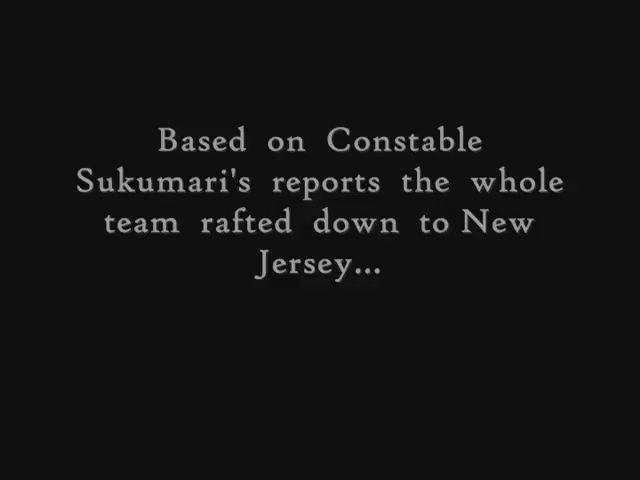 Based on Constable
Sukumari's reports the whole
team rafted down to New
Jersey...